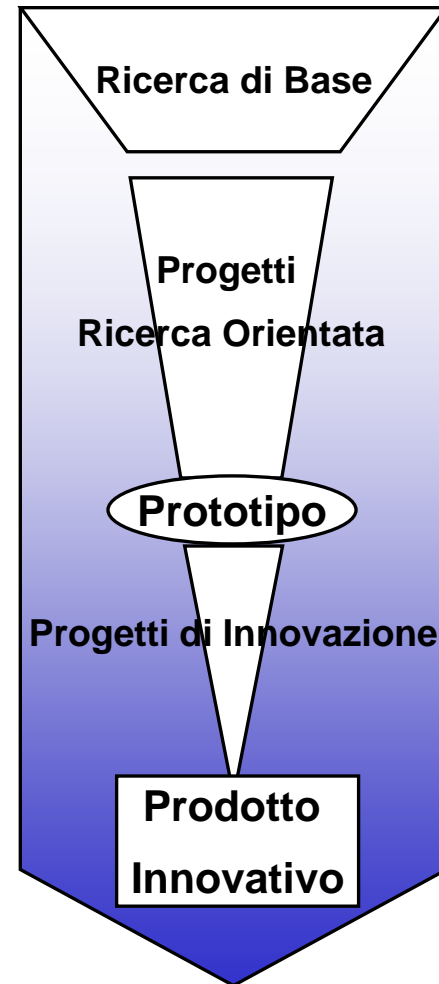 Ricerca di Base
Progetti
Ricerca Orientata
Prototipo
Progetti di Innovazione
Prodotto
Innovativo